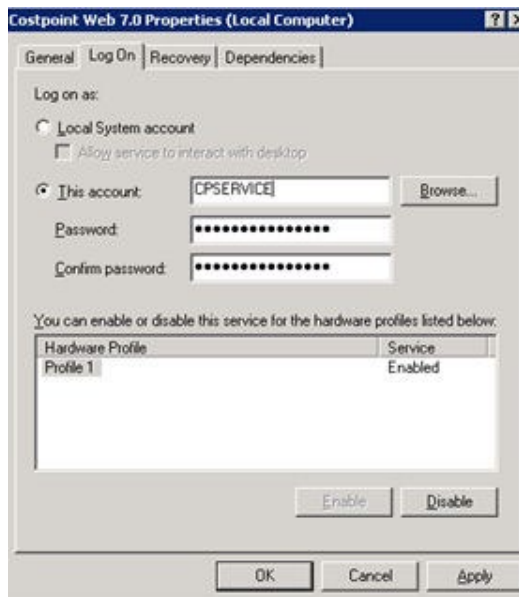 Costpoint Web 7.0 Properties (Local Computer)
General Log On Recovery Dependencies
Log on as:
Local System account
Allow service to interact with desktop
This account: CPSERVICE Browse...
Password: •••••••••••••••
Confirm password: •••••••••••••••
You can enable or disable this service for the hardware profiles listed below:
Hardware Profile Service
Profile 1 Enabled
Enable Disable
OK Cancel Apply